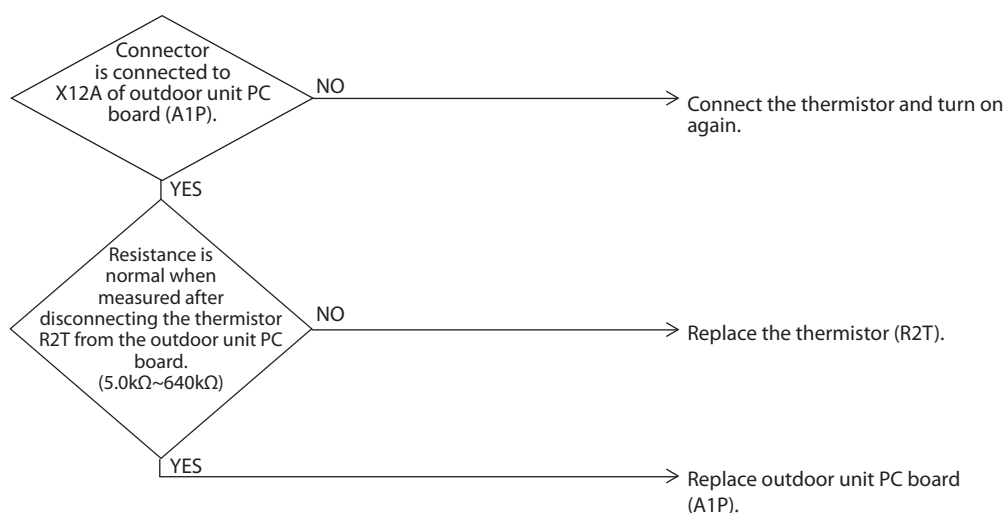 Connector
is connected to
X12A of outdoor unit PC
board (A1P).
NO
Connect the thermistor and turn on
again.
YES
Resistance is
normal when
measured after
disconnecting the thermistor
R2T from the outdoor unit PC
board.
(5.0kΩ~640kΩ)
NO
Replace the thermistor (R2T).
YES
Replace outdoor unit PC board
(A1P).